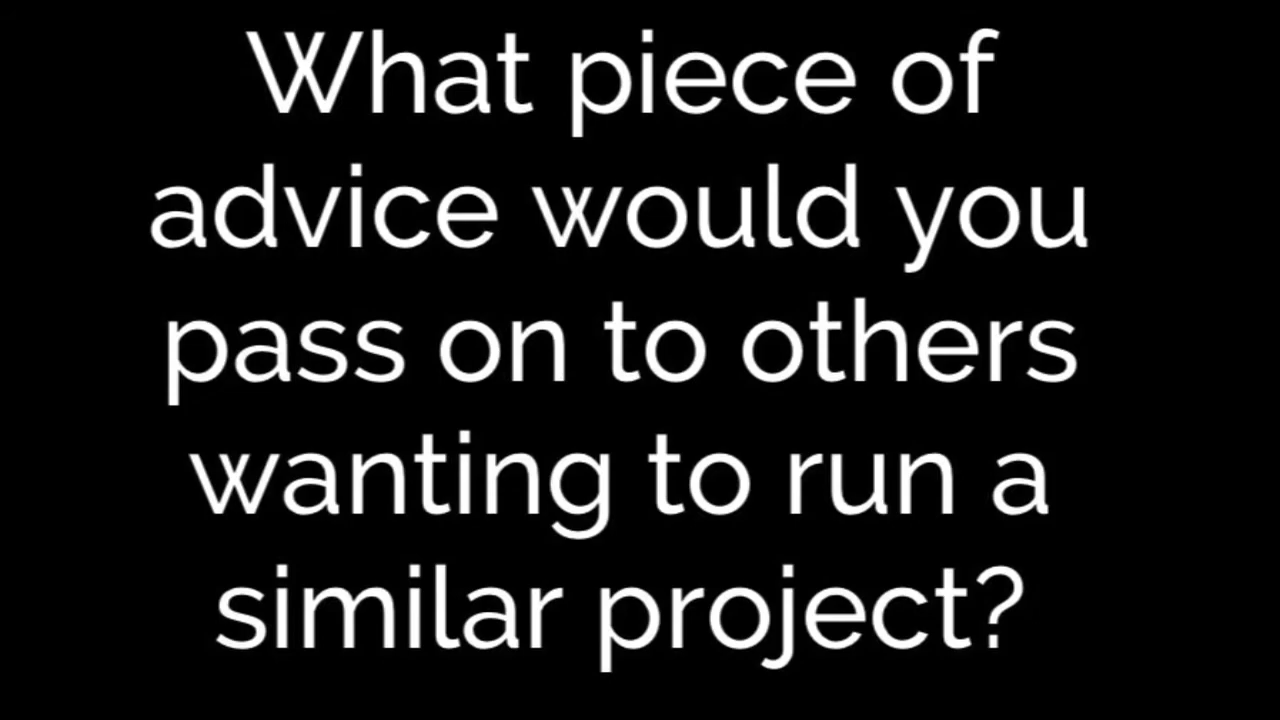 What piece of
advice would you
pass on to others
wanting to run a
similar project?